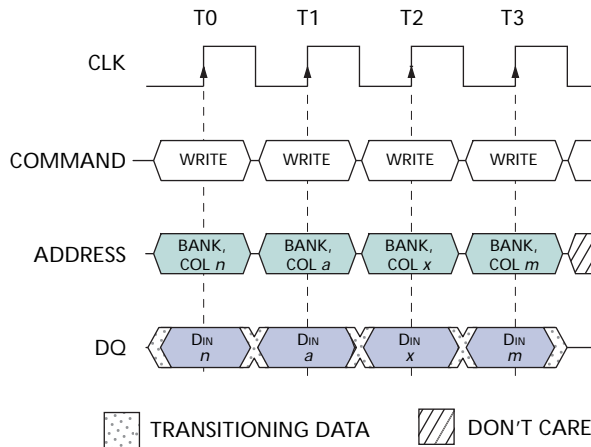 T0 T1 T2 T3
CLK
COMMAND WRITE WRITE WRITE WRITE
ADDRESS BANK, COL n BANK, COL a BANK, COL x BANK, COL m
DQ DIN n DIN a DIN x DIN m
TRANSITIONING DATA DON'T CARE